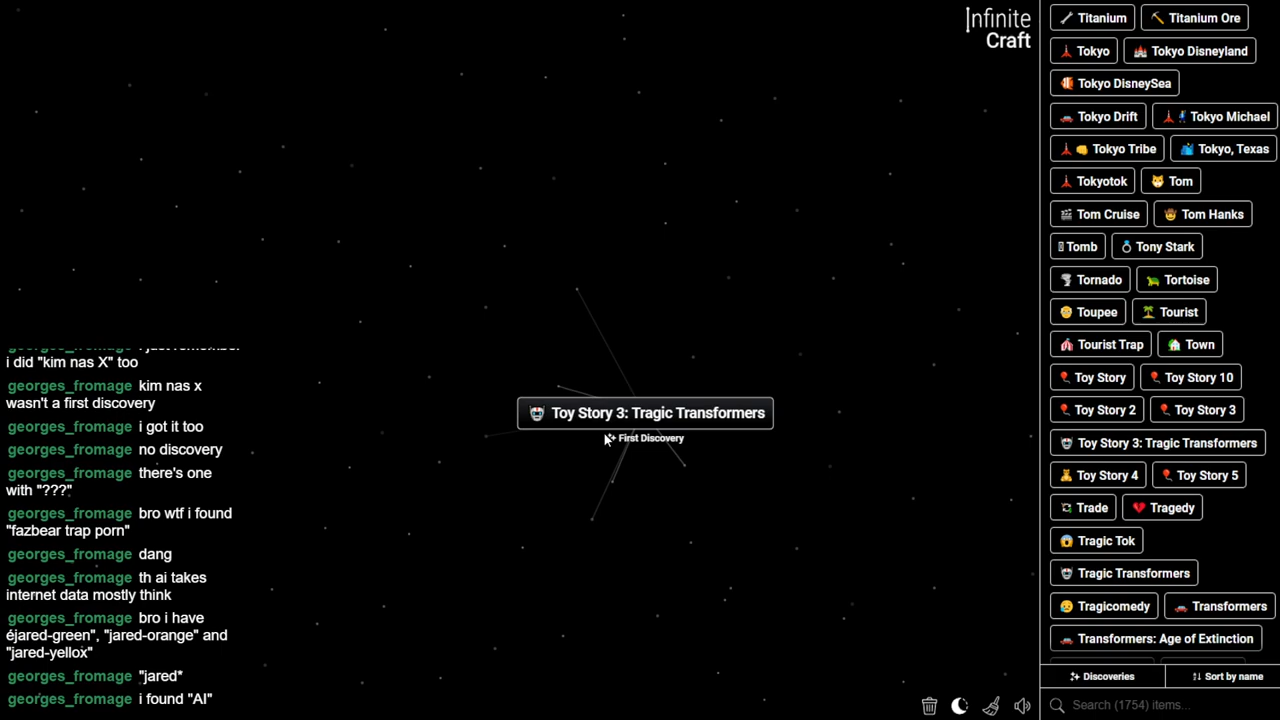 Infinite
Craft
georges_fromage i just remember
i did "kim nas X" too
georges_fromage kim nas x
wasn't a first discovery
georges_fromage i got it too
georges_fromage no discovery
georges_fromage there's one
with "???"
georges_fromage bro wtf i found
"fazbear trap porn"
georges_fromage dang
georges_fromage th ai takes
internet data mostly think
georges_fromage bro i have
éjared-green", "jared-orange" and
"jared-yellox"
georges_fromage "jared*
georges_fromage i found "AI"
Toy Story 3: Tragic Transformers
First Discovery
Titanium Titanium Ore
Tokyo Tokyo Disneyland
Tokyo DisneySea
Tokyo Drift Tokyo Michael
Tokyo Tribe Tokyo, Texas
Tokyotok Tom
Tom Cruise Tom Hanks
Tomb Tony Stark
Tornado Tortoise
Toupee Tourist
Tourist Trap Town
Toy Story Toy Story 10
Toy Story 2 Toy Story 3
Toy Story 3: Tragic Transformers
Toy Story 4 Toy Story 5
Trade Tragedy
Tragic Tok
Tragic Transformers
Tragicomedy Transformers
Transformers: Age of Extinction
Discoveries Sort by name
Search (1754) items...